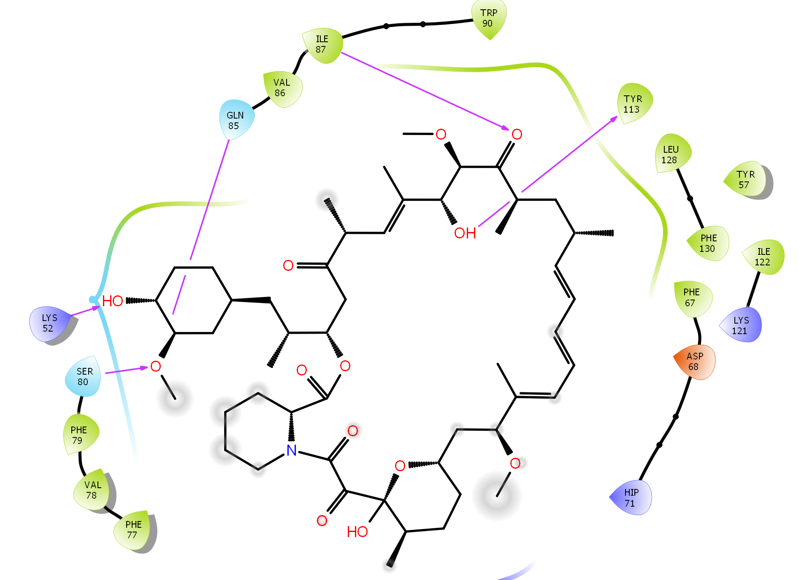 TRP
90
ILE
87
VAL
86
GLN
85
TYR
113
LEU
128
TYR
57
PHE
130
ILE
122
PHE
67
LYS
121
ASP
68
HIP
71
LYS
52
SER
80
PHE
79
VAL
78
PHE
77
O
O
OH
O
HO
O
O
O
N
O
O
O
O
HO